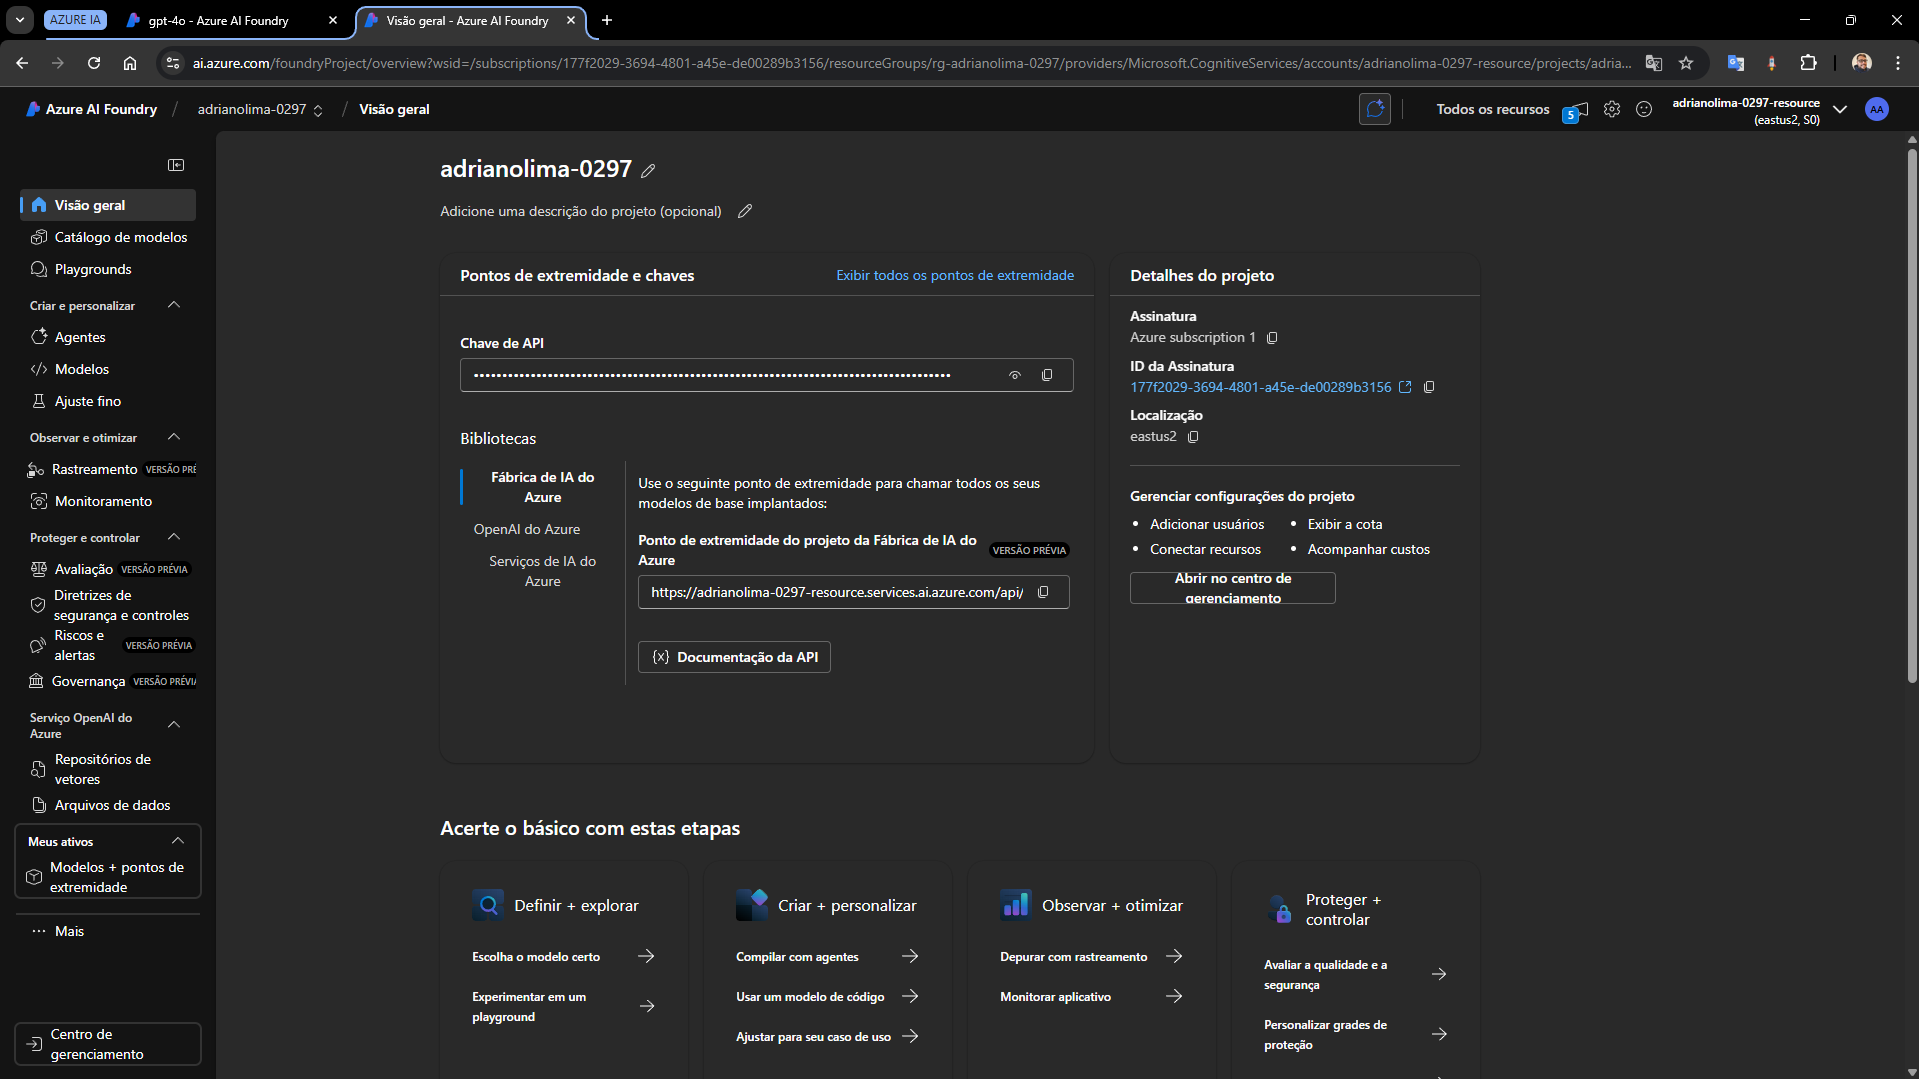 AZURE IA
gpt-4o - Azure AI Foundry
Visão geral - Azure AI Foundry
ai.azure.com/foundryProject/overview?wsid=/subscriptions/177f2029-3694-4801-a45e-de00289b3156/resourceGroups/rg-adrianolima-0297/providers/Microsoft.CognitiveServices/accounts/adrianolima-0297-resource/projects/adria...
Azure AI Foundry / adrianolima-0297 / Visão geral
Todos os recursos
5
adrianolima-0297-resource
(eastus2, S0)
AA
Visão geral
Catálogo de modelos
Playgrounds
Criar e personalizar
Agentes
Modelos
Ajuste fino
Observar e otimizar
Rastreamento VERSÃO PRÉ
Monitoramento
Proteger e controlar
Avaliação VERSÃO PRÉVIA
Diretrizes de
segurança e controles
Riscos e
alertas
VERSÃO PRÉVIA
Governança VERSÃO PRÉVIA
Serviço OpenAI do
Azure
Repositórios de
vetores
Arquivos de dados
Meus ativos
Modelos + pontos de
extremidade
Mais
Centro de
gerenciamento
adrianolima-0297
Adicione uma descrição do projeto (opcional)
Pontos de extremidade e chaves
Exibir todos os pontos de extremidade
Chave de API
Bibliotecas
Fábrica de IA do
Azure
OpenAI do Azure
Serviços de IA do
Azure
Use o seguinte ponto de extremidade para chamar todos os seus
modelos de base implantados:
Ponto de extremidade do projeto da Fábrica de IA do
Azure
VERSÃO PRÉVIA
https://adrianolima-0297-resource.services.ai.azure.com/api/
Documentação da API
Detalhes do projeto
Assinatura
Azure subscription 1
ID da Assinatura
177f2029-3694-4801-a45e-de00289b3156
Localização
eastus2
Gerenciar configurações do projeto
• Adicionar usuários
• Exibir a cota
• Conectar recursos
• Acompanhar custos
Abrir no centro de
gerenciamento
Acerte o básico com estas etapas
Definir + explorar
Escolha o modelo certo
Experimentar em um
playground
Criar + personalizar
Compilar com agentes
Usar um modelo de código
Ajustar para seu caso de uso
Observar + otimizar
Depurar com rastreamento
Monitorar aplicativo
Proteger +
controlar
Avaliar a qualidade e a
segurança
Personalizar grades de
proteção